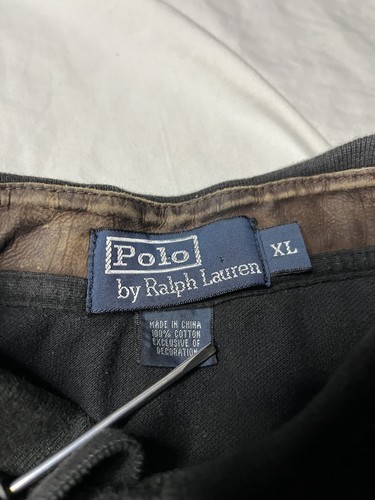 Polo
by Ralph Lauren
XL
MADE IN CHINA
100% COTTON
EXCLUSIVE OF
DECORATION